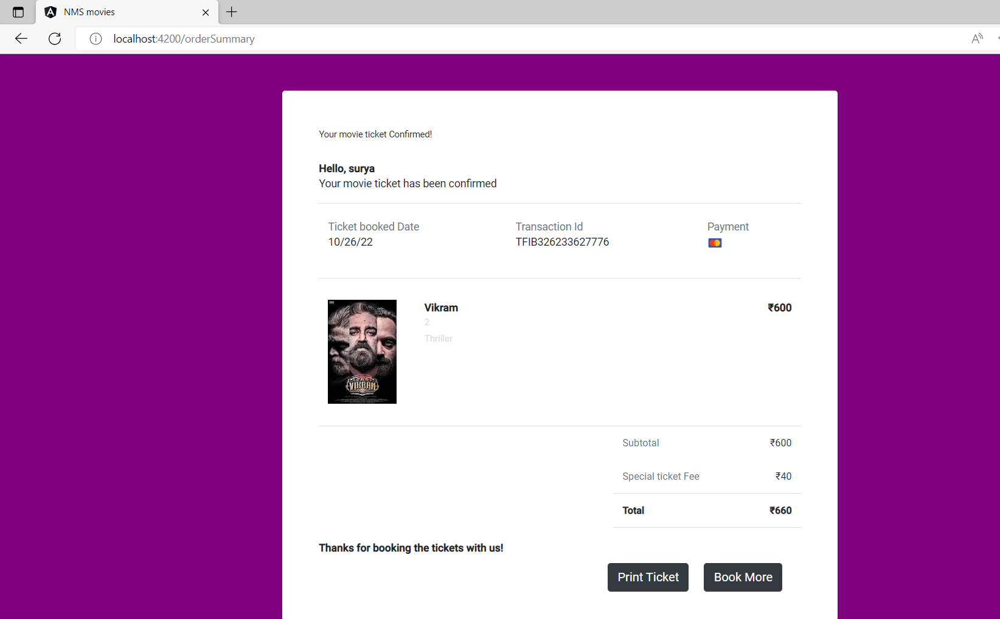 NMS movies
localhost:4200/orderSummary
Your movie ticket Confirmed!
Hello, surya
Your movie ticket has been confirmed
Ticket booked Date
Transaction Id
Payment
10/26/22
TFIB326233627776
Vikram
₹600
2
Thriller
VIKRAM
Subtotal
₹600
Special ticket Fee
₹40
Total
₹660
Thanks for booking the tickets with us!
Print Ticket
Book More